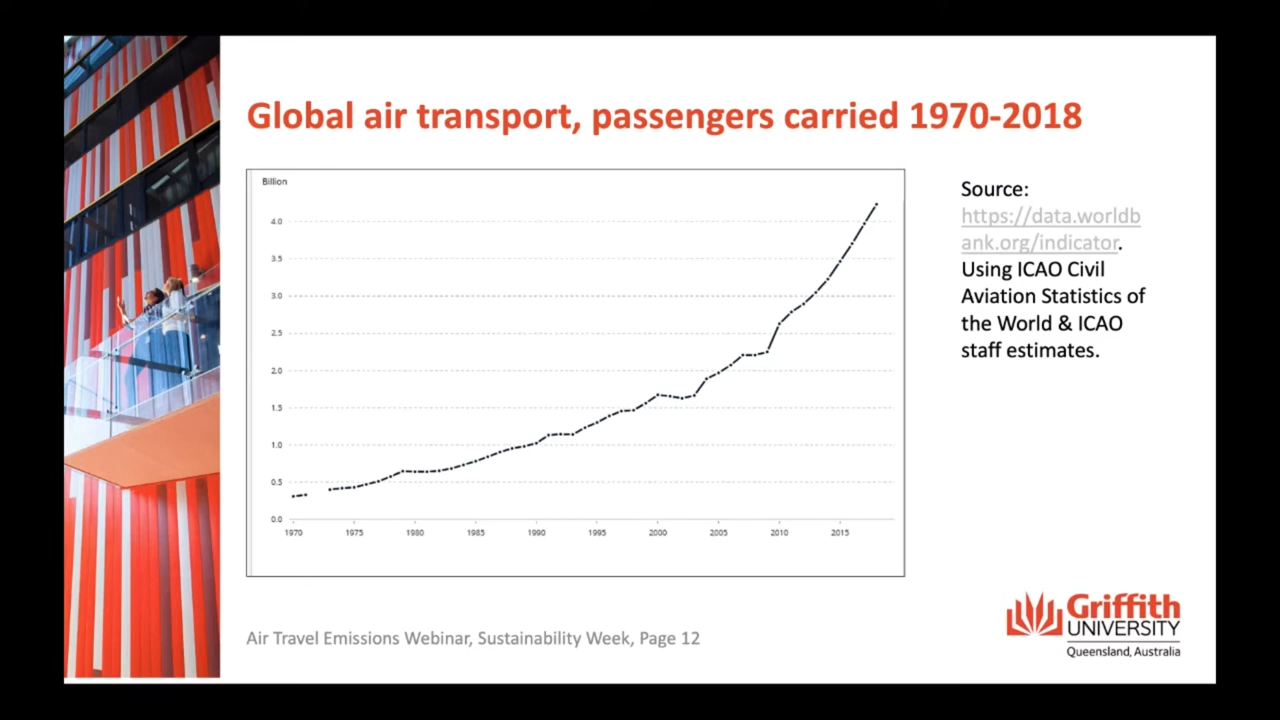 Global air transport, passengers carried 1970-2018
Billion
4.0
3.5
3.0
2.5
2.0
1.5
1.0
0.5
0.0
1970 1975 1980 1985 1990 1995 2000 2005 2010 2015
Source:
https://data.worldb
ank.org/indicator.
Using ICAO Civil
Aviation Statistics of
the World & ICAO
staff estimates.
Air Travel Emissions Webinar, Sustainability Week, Page 12
Griffith
UNIVERSITY
Queensland, Australia